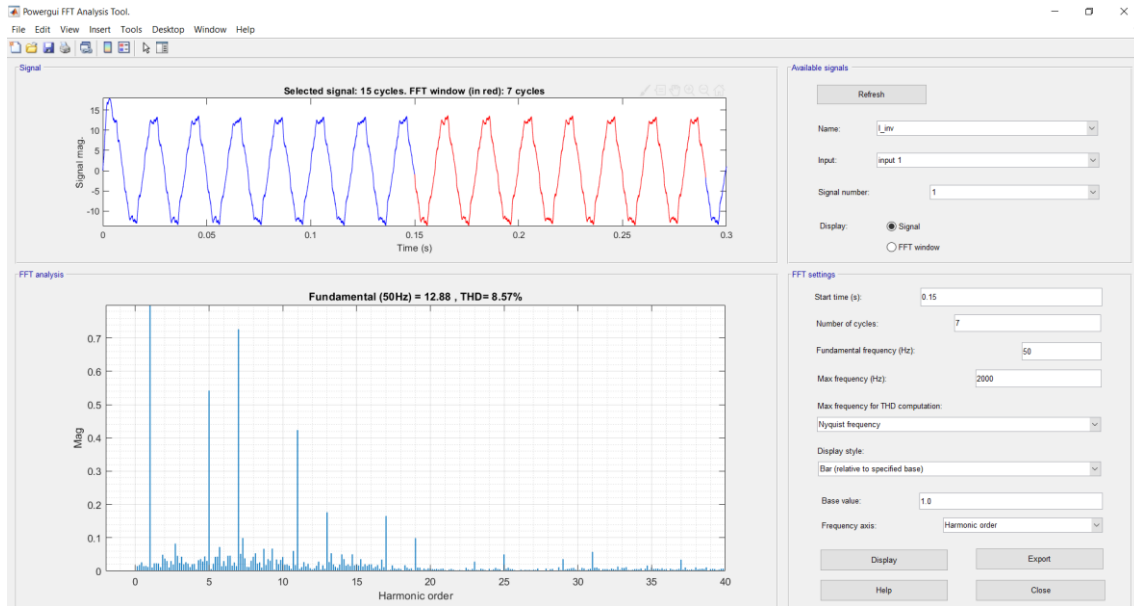 Powergui FFT Analysis Tool.
File Edit View Insert Tools Desktop Window Help
Signal
Selected signal: 15 cycles. FFT window (in red): 7 cycles
Signal mag.
15
10
5
0
-5
-10
0 0.05 0.1 0.15 0.2 0.25 0.3
Time (s)
FFT analysis
Fundamental (50Hz) = 12.88 , THD= 8.57%
Mag
0.7
0.6
0.5
0.4
0.3
0.2
0.1
0
0 5 10 15 20 25 30 35 40
Harmonic order
Available signals
Refresh
Name: I_inv
Input: input 1
Signal number: 1
Display: Signal
FFT window
FFT settings
Start time (s): 0.15
Number of cycles: 7
Fundamental frequency (Hz): 50
Max frequency (Hz): 2000
Max frequency for THD computation:
Nyquist frequency
Display style:
Bar (relative to specified base)
Base value: 1.0
Frequency axis: Harmonic order
Display Export
Help Close